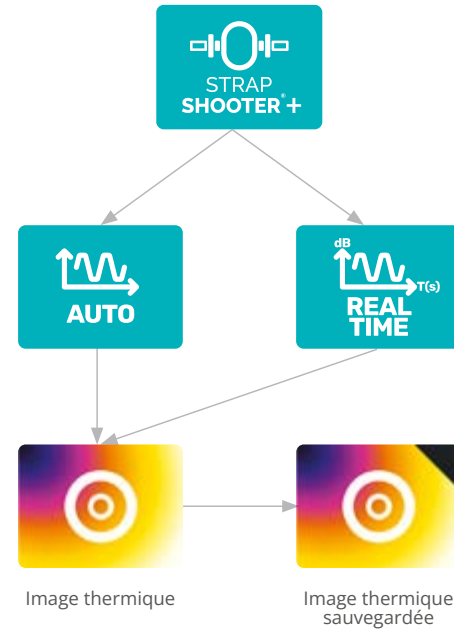 STRAP
SHOOTER®+
AUTO
dB
T(s)
REAL
TIME
Image thermique
Image thermique
sauvegardée